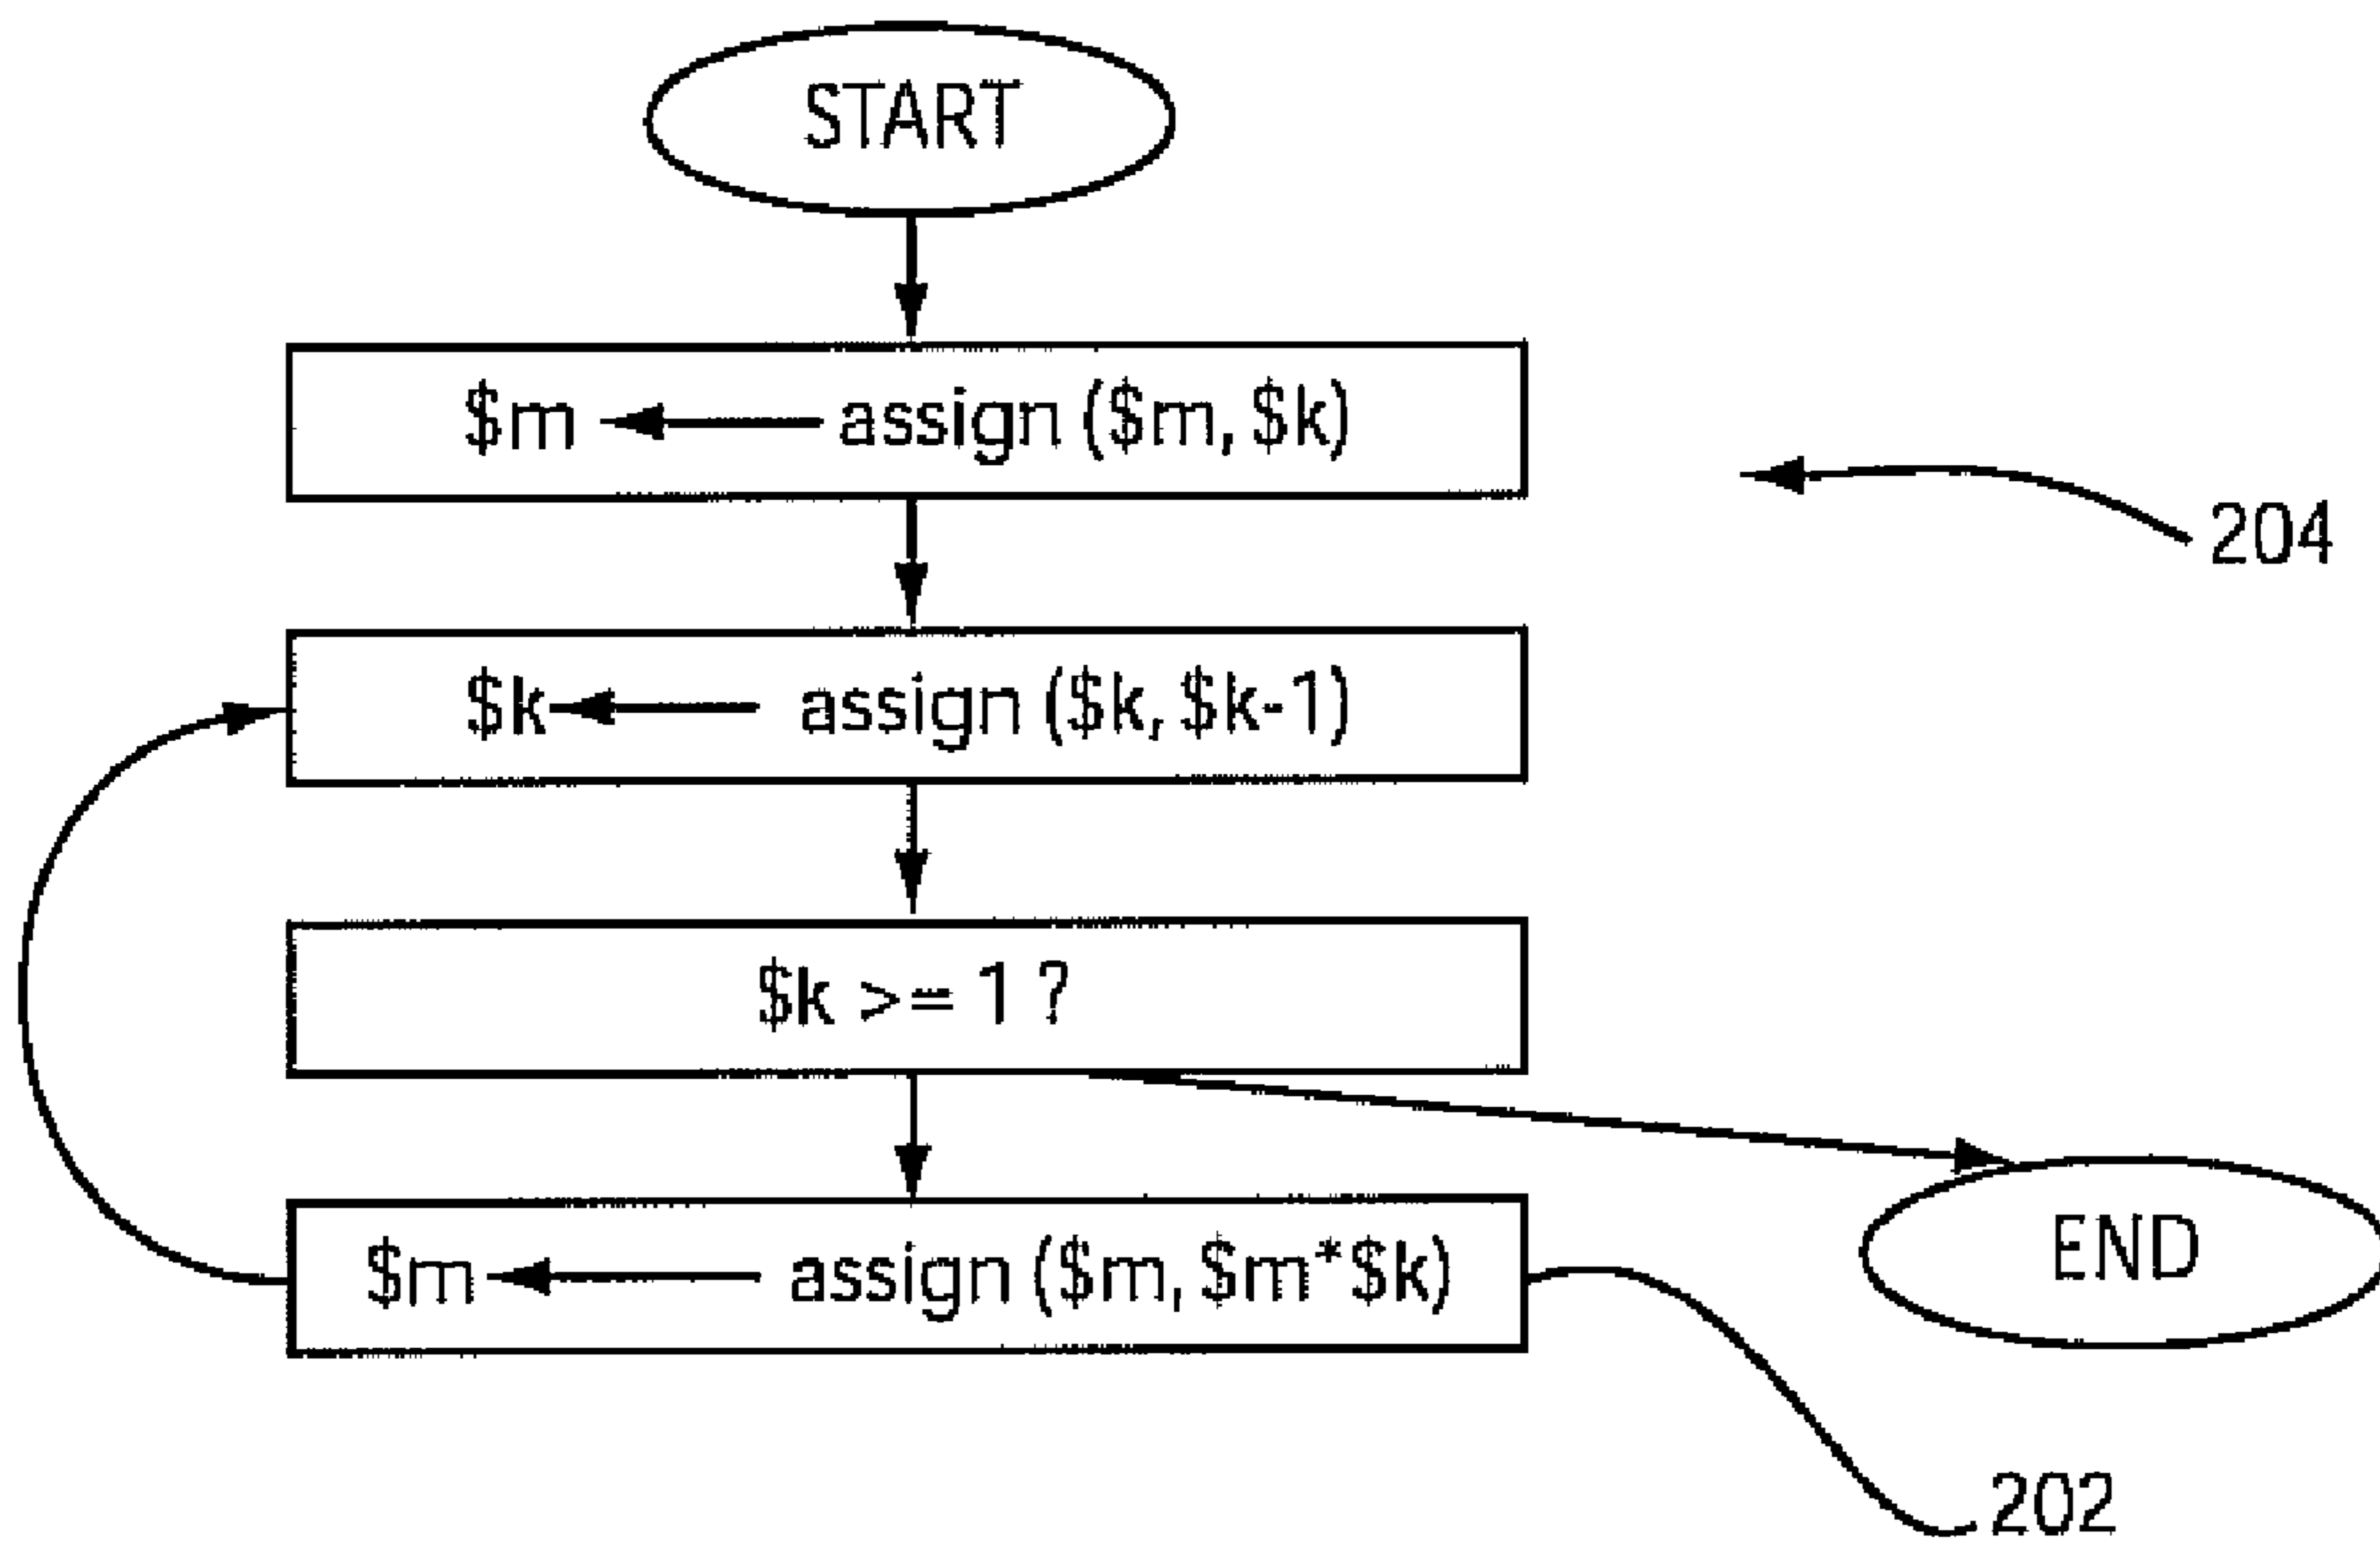 START
$m ← assign ($m, $k)
204
$k ← assign ($k, $k-1)
$k >= 1 ?
END
$m ← assign ($m, $m*$k)
202